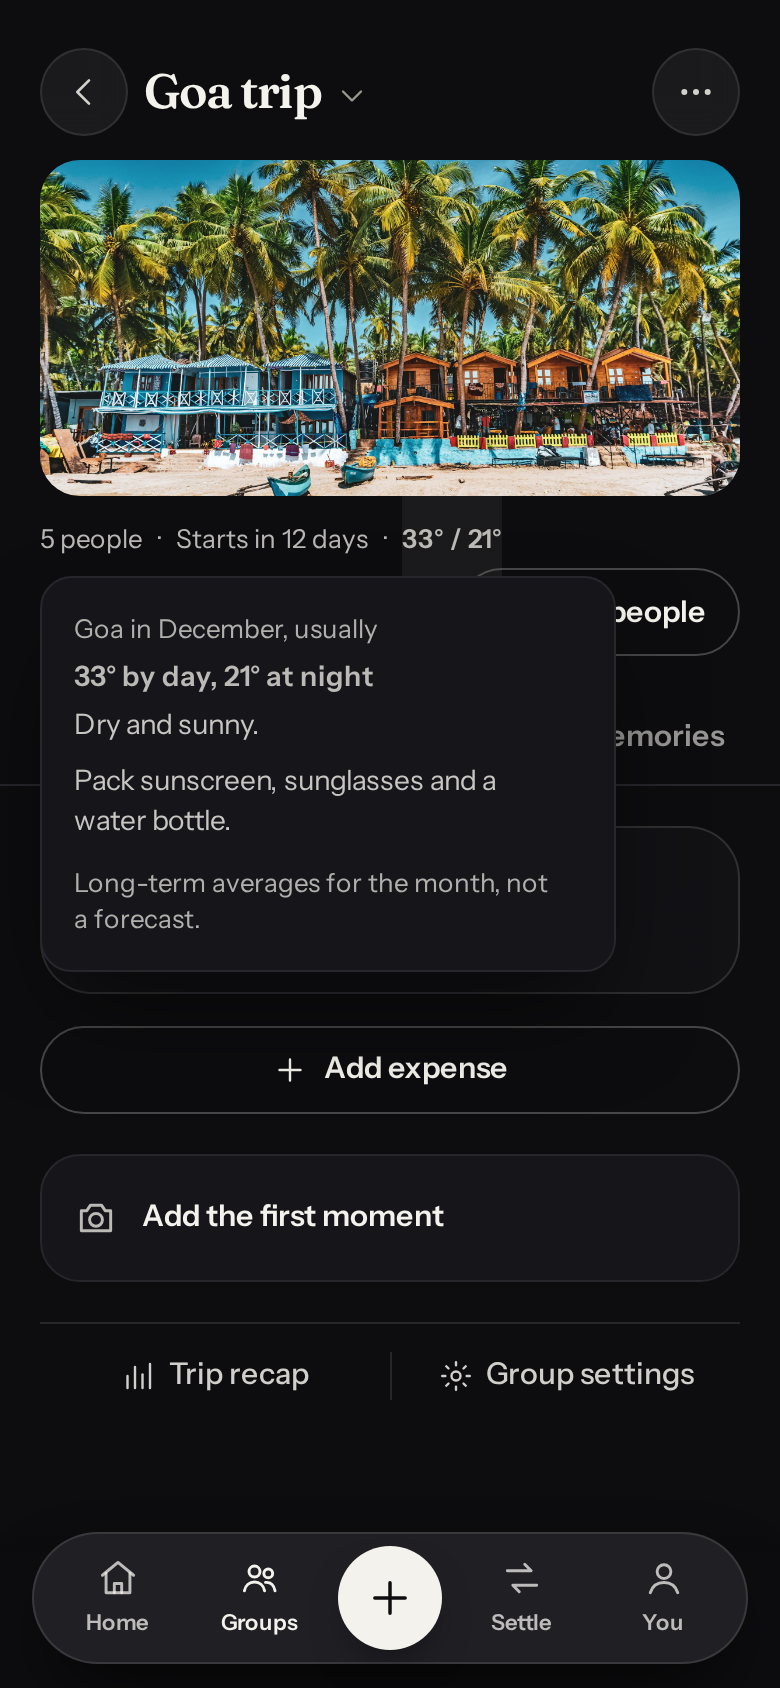 Goa trip
5 people · Starts in 12 days · 33° / 21°
people
Goa in December, usually
33° by day, 21° at night
Dry and sunny.
emories
Pack sunscreen, sunglasses and a
water bottle.
Long-term averages for the month, not
a forecast.
Add expense
Add the first moment
Trip recap
Group settings
Home
Groups
Settle
You